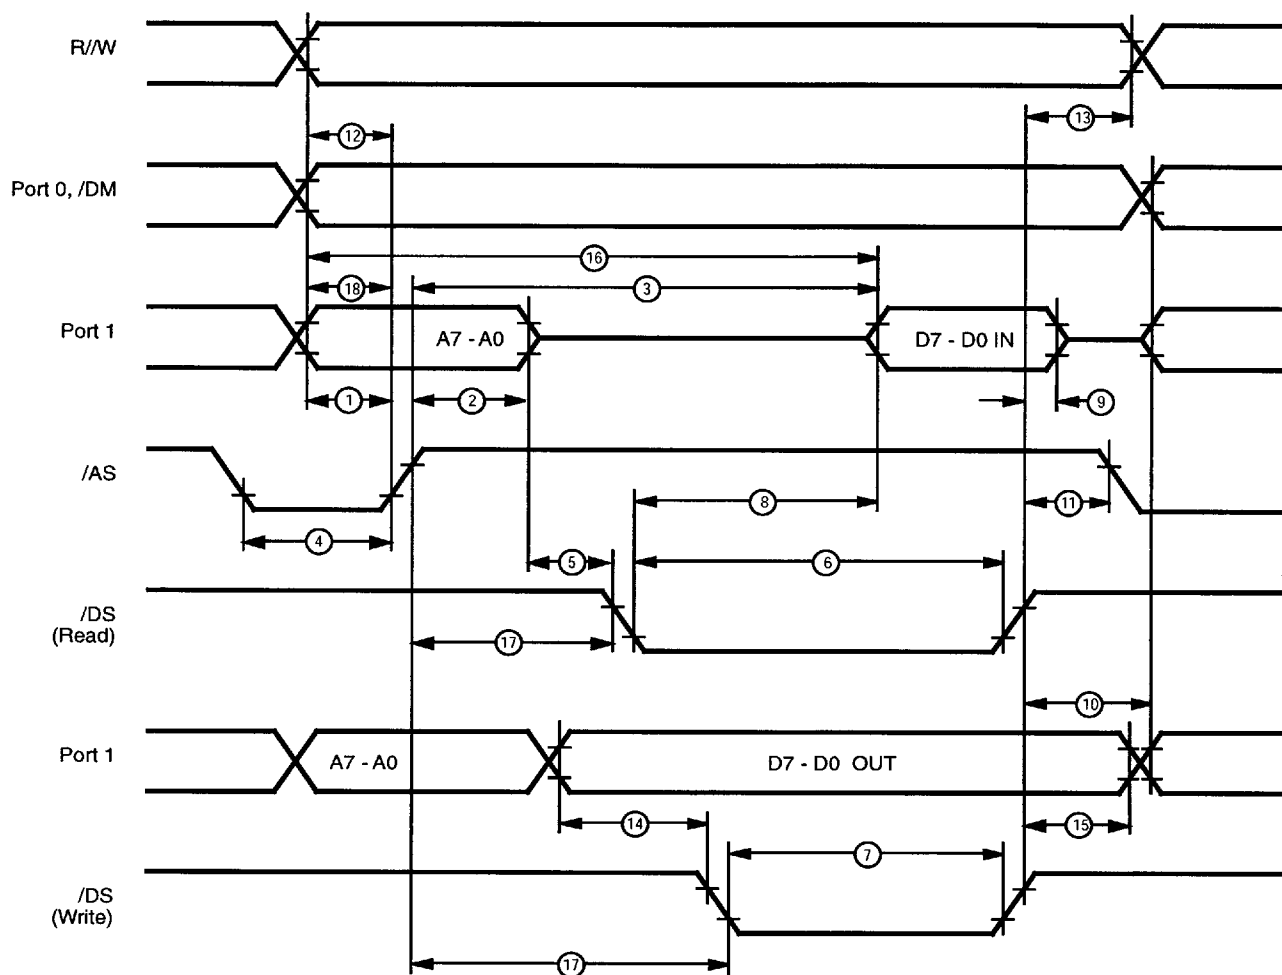 R//W
12
13
Port 0, /DM
16
18
3
Port 1
A7 - A0
D7 - D0 IN
1
2
9
/AS
8
11
4
5
6
/DS
(Read)
17
10
Port 1
A7 - A0
D7 - D0 OUT
14
15
7
/DS
(Write)
17